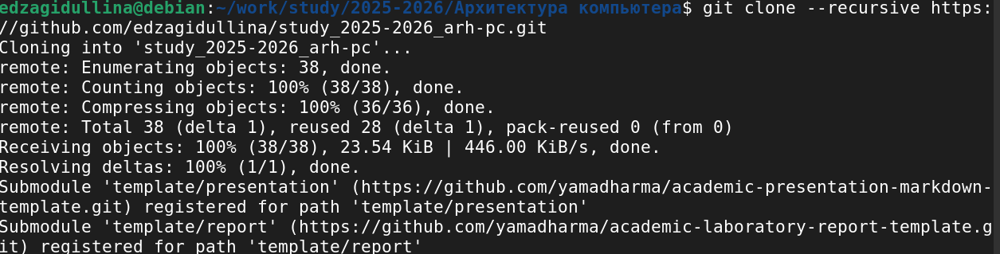 edzagidullina@debian:~/work/study/2025-2026/Архитектура компьютера$ git clone --recursive https:
//github.com/edzagidullina/study_2025-2026_arh-pc.git
Cloning into 'study_2025-2026_arh-pc'...
remote: Enumerating objects: 38, done.
remote: Counting objects: 100% (38/38), done.
remote: Compressing objects: 100% (36/36), done.
remote: Total 38 (delta 1), reused 28 (delta 1), pack-reused 0 (from 0)
Receiving objects: 100% (38/38), 23.54 KiB | 446.00 KiB/s, done.
Resolving deltas: 100% (1/1), done.
Submodule 'template/presentation' (https://github.com/yamadharma/academic-presentation-markdown-
template.git) registered for path 'template/presentation'
Submodule 'template/report' (https://github.com/yamadharma/academic-laboratory-report-template.g
it) registered for path 'template/report'